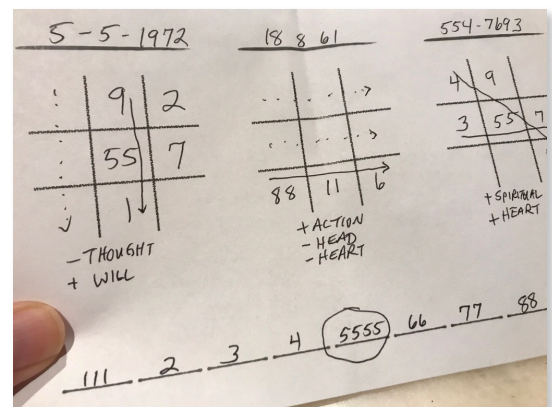 5-5-1972
9 2
55 7
1
- THOUGHT
+ WILL
18 8 61
88 11 6
+ ACTION
- HEAD
- HEART
554-7693
4 9
3 55 7
+ SPIRITUAL
+ HEART
111 2 3 4 5555 66 77 88